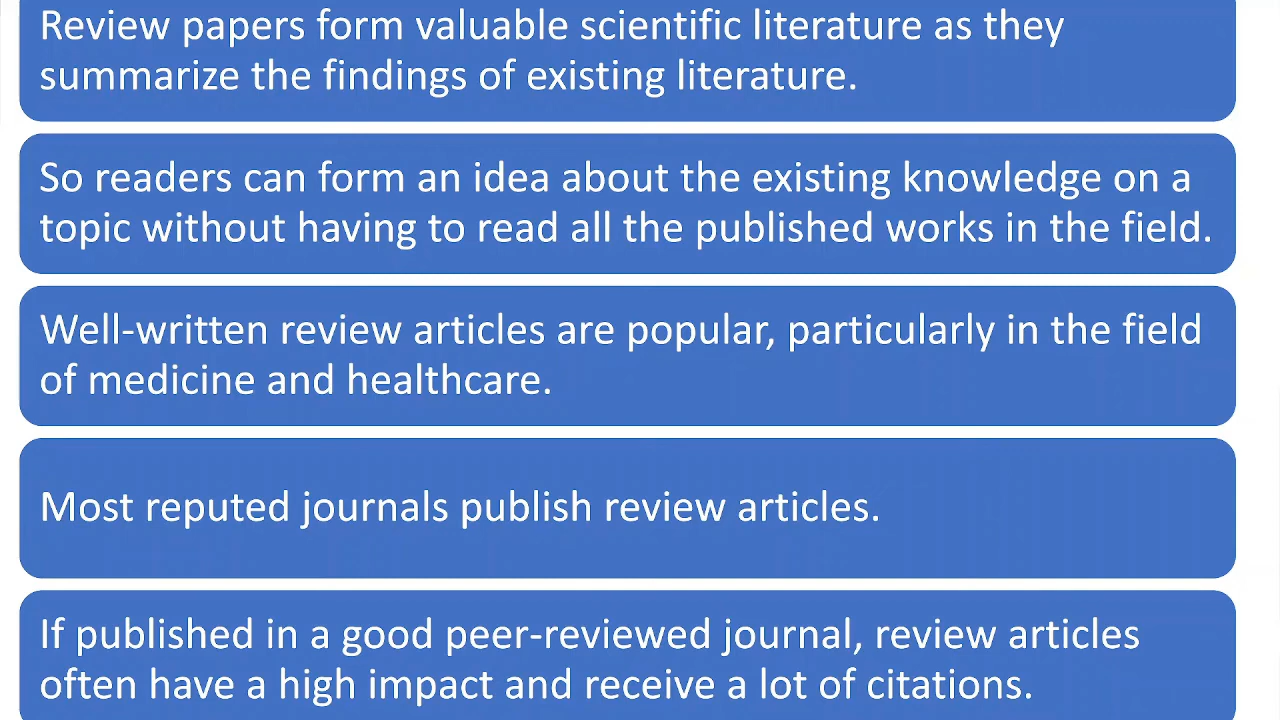 Review papers form valuable scientific literature as they
summarize the findings of existing literature.
So readers can form an idea about the existing knowledge on a
topic without having to read all the published works in the field.
Well-written review articles are popular, particularly in the field
of medicine and healthcare.
Most reputed journals publish review articles.
If published in a good peer-reviewed journal, review articles
often have a high impact and receive a lot of citations.